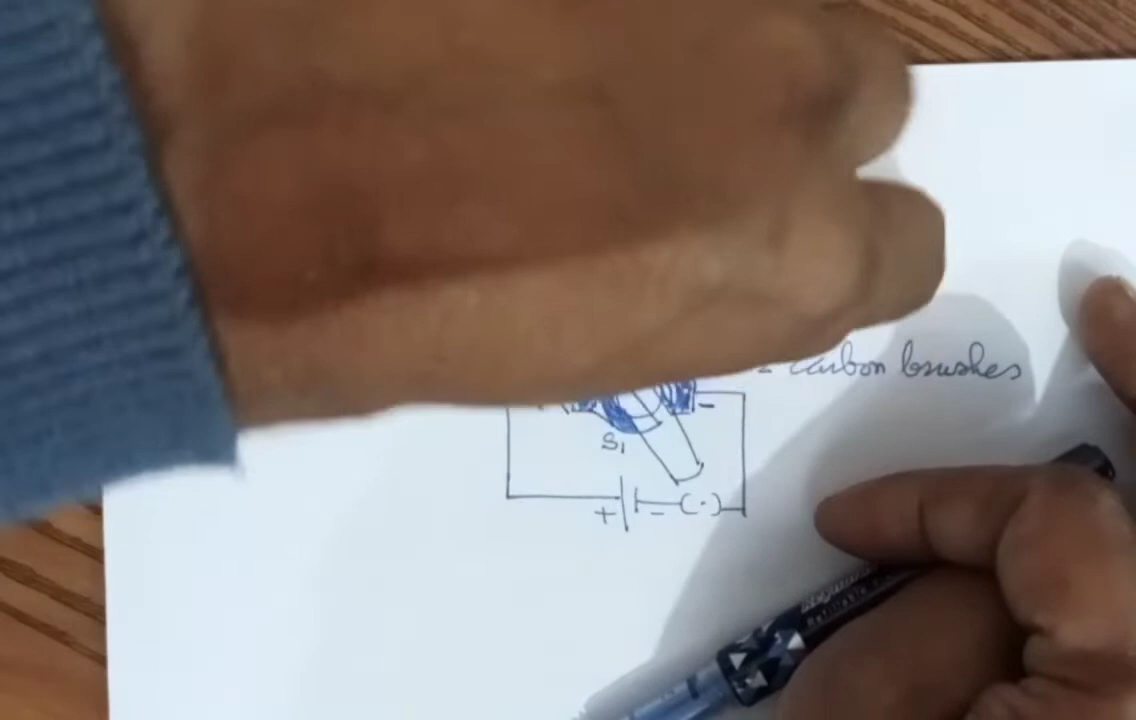 carbon brushes
-
S1
+ - (·)